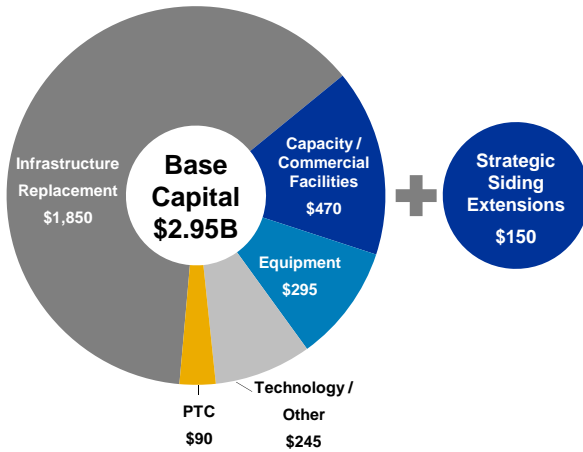 Infrastructure
Replacement
$1,850
Base
Capital
$2.95B
Capacity /
Commercial
Facilities
$470
Equipment
$295
Technology /
Other
$245
PTC
$90
Strategic
Siding
Extensions
$150